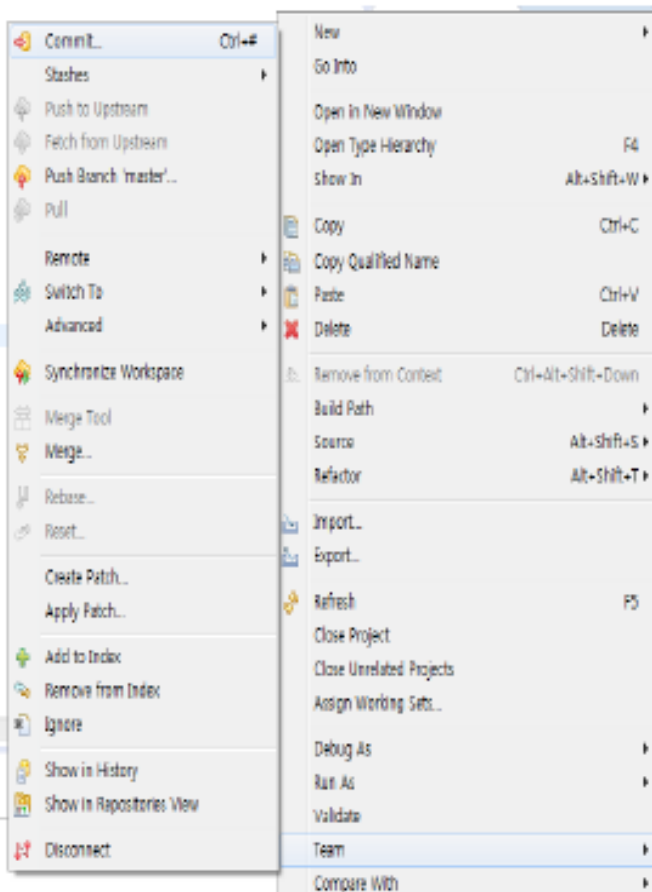 Commit... Ctrl+#
Stashes
Push to Upstream
Fetch from Upstream
Push Branch 'master'...
Pull
Remote
Switch To
Advanced
Synchronize Workspace
Merge Tool
Merge...
Rebase...
Reset...
Create Patch...
Apply Patch...
Add to Index
Remove from Index
Ignore
Show in History
Show in Repositories View
Disconnect
New
Go Into
Open in New Window
Open Type Hierarchy F4
Show In Alt+Shift+W
Copy Ctrl+C
Copy Qualified Name
Paste Ctrl+V
Delete Delete
Remove from Context Ctrl+Alt+Shift+Down
Build Path
Source Alt+Shift+S
Refactor Alt+Shift+T
Import...
Export...
Refresh F5
Close Project
Close Unrelated Projects
Assign Working Sets...
Debug As
Run As
Validate
Team
Compare With